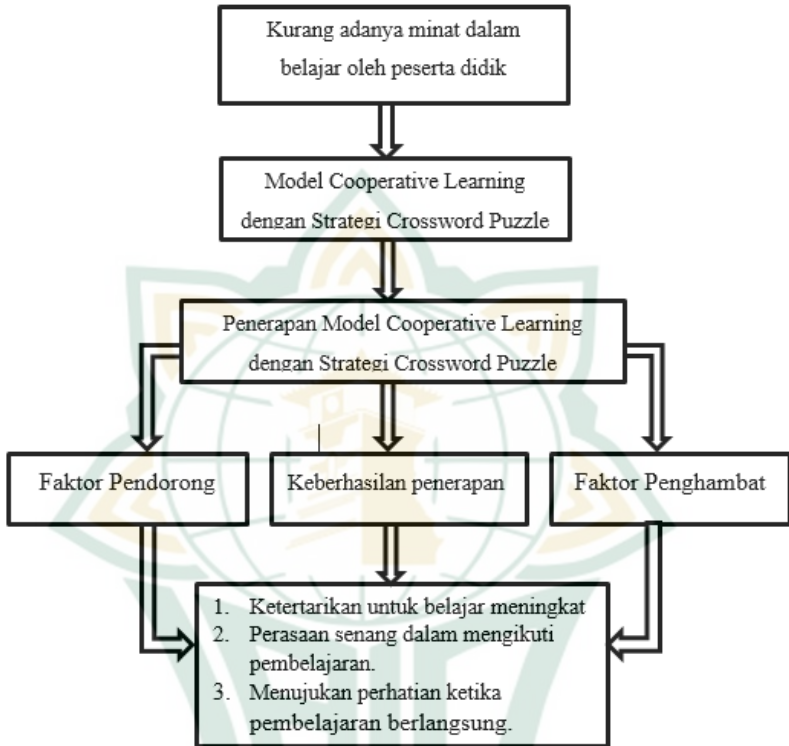 Kurang adanya minat dalam
belajar oleh peserta didik
Model Cooperative Learning
dengan Strategi Crossword Puzzle
Penerapan Model Cooperative Learning
dengan Strategi Crossword Puzzle
Faktor Pendorong
Keberhasilan penerapan
Faktor Penghambat
1. Ketertarikan untuk belajar meningkat
2. Perasaan senang dalam mengikuti
pembelajaran.
3. Menujukan perhatian ketika
pembelajaran berlangsung.